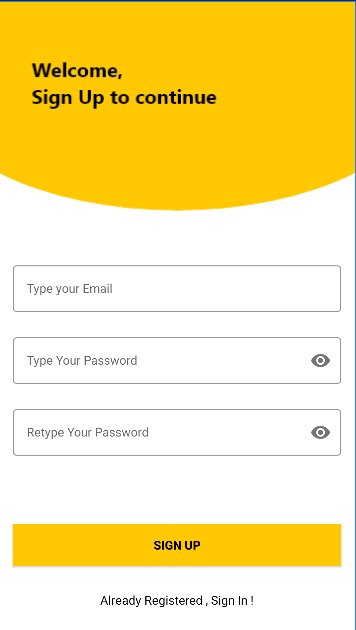 Welcome,
Sign Up to continue
Type your Email
Type Your Password
Retype Your Password
SIGN UP
Already Registered , Sign In !